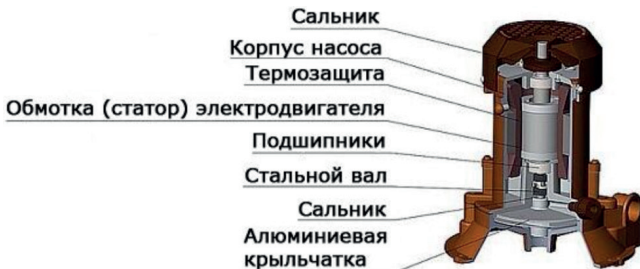 Сальник
Корпус насоса
Термозащита
Обмотка (статор) электродвигателя
Подшипники
Стальной вал
Сальник
Алюминиевая
крыльчатка